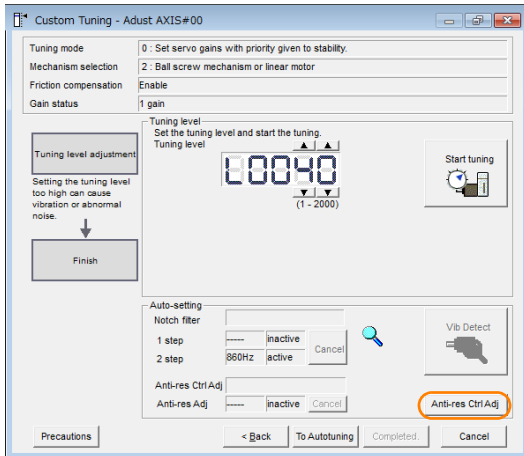 Custom Tuning - Adust AXIS#00
Tuning mode 0 : Set servo gains with priority given to stability.
Mechanism selection 2 : Ball screw mechanism or linear motor
Friction compensation Enable
Gain status 1 gain
Tuning level adjustment
Setting the tuning level
too high can cause
vibration or abnormal
noise.
Finish
Tuning level
Set the tuning level and start the tuning.
Tuning level
L0040
(1 - 2000)
Start tuning
Auto-setting
Notch filter
1 step ----- inactive
2 step 860Hz active
Cancel
Anti-res Ctrl Adj
Anti-res Adj ----- inactive Cancel
Vib Detect
Anti-res Ctrl Adj
Precautions < Back To Autotuning Completed. Cancel